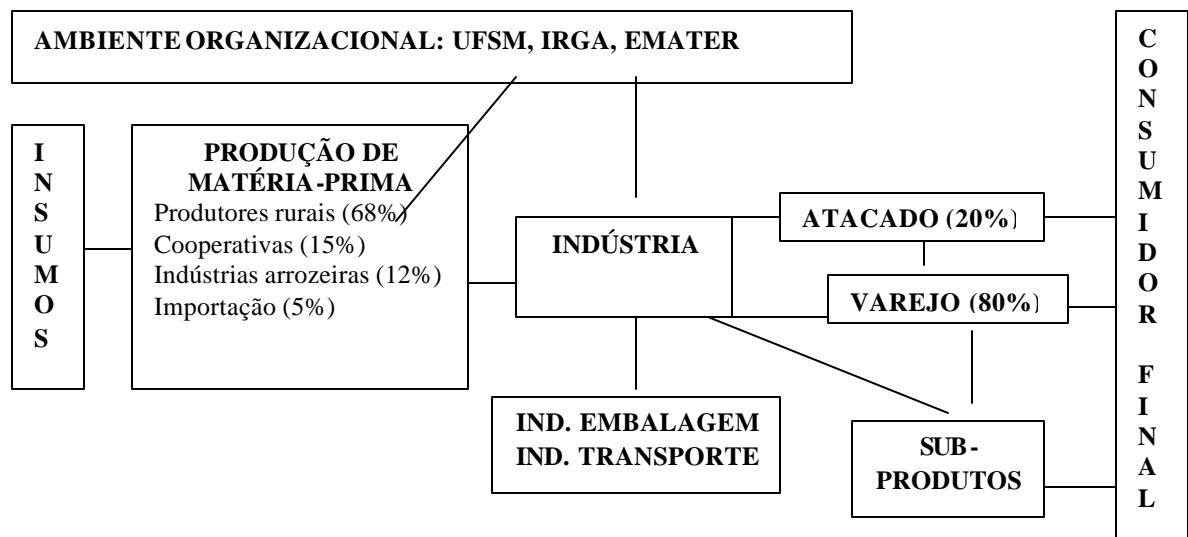 AMBIENTE ORGANIZACIONAL: UFSM, IRGA, EMATER
INSUMOS
PRODUÇÃO DE
MATÉRIA-PRIMA
Produtores rurais (68%)
Cooperativas (15%)
Indústrias arrozeiras (12%)
Importação (5%)
INDÚSTRIA
ATACADO (20%)
VAREJO (80%)
IND. EMBALAGEM
IND. TRANSPORTE
SUB-
PRODUTOS
CONSUMIDOR FINAL